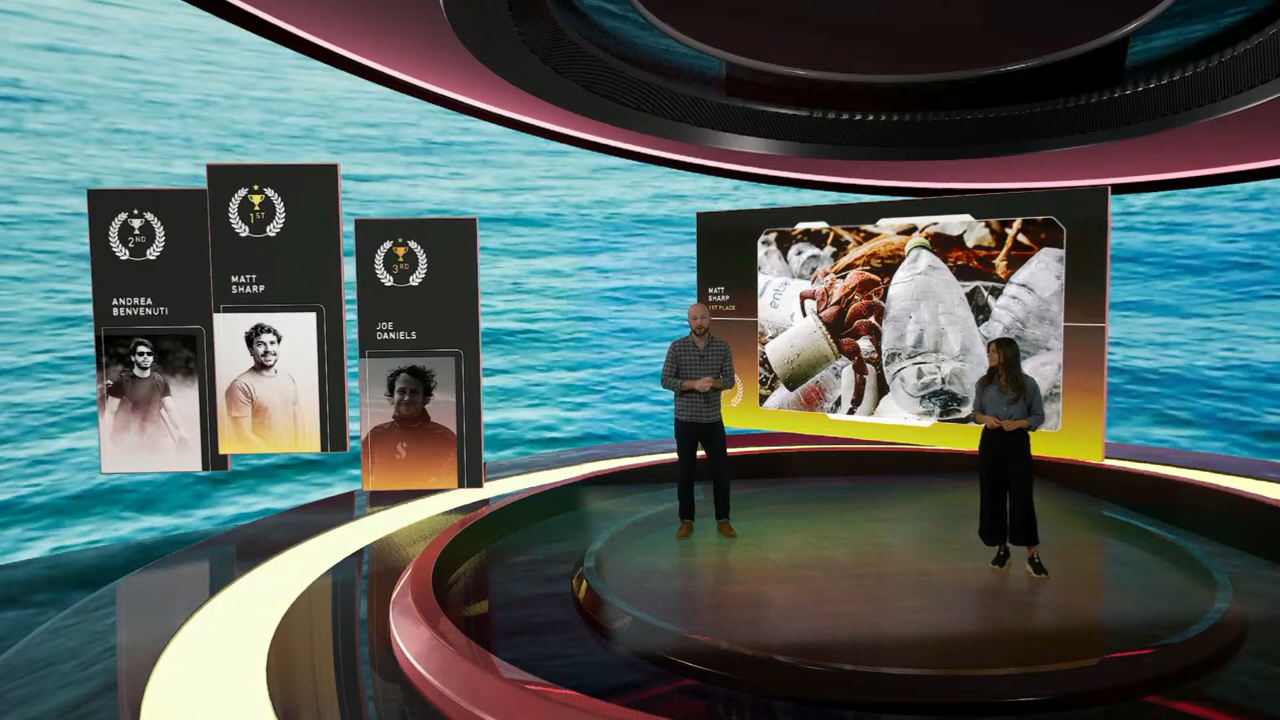 2ND
ANDREA
BENVENUTI
1ST
MATT
SHARP
3RD
JOE
DANIELS
S
MATT
SHARP
1ST PLACE